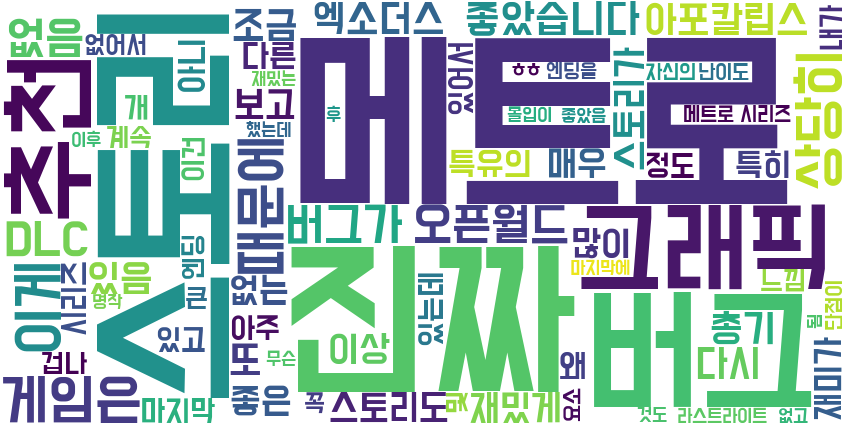 없음
없어서
조금
엑소더스
좋았습니다
아포칼립스
내가
추천
스토리
아니
다른
재밌는
메트로
있었
ㅎㅎ
엔딩을
스토리가
자신의
난이도
상당히
개
보고
후
몰입이
좋았음
메트로 시리즈
이후
계속
이건
했는데
때문에
특유의
매우
정도
특히
DLC
버그가
오픈월드
그래픽
많이
이게
시리즈
있음
명작
엔딩
큰
없는
진짜
있는데
마지막에
느낌
단점이
버그
총기
됨
겁나
있고
아주
또
무슨
이상
왜
다시
재미가
게임은
마지막
좋은
꼭
스토리도
재밌게
요소
것도
라스트라이트
없고